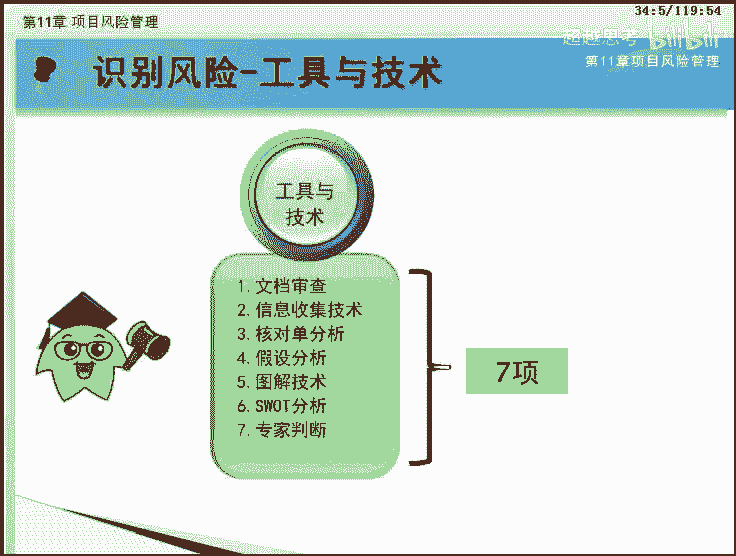 34:5/119:54
第11章 项目风险管理
超越思考 bilibili
第11章项目风险管理
识别风险-工具与技术
工具与
技术
1. 文档审查
2. 信息收集技术
3. 核对单分析
4. 假设分析
5. 图解技术
6. SWOT分析
7. 专家判断
7项